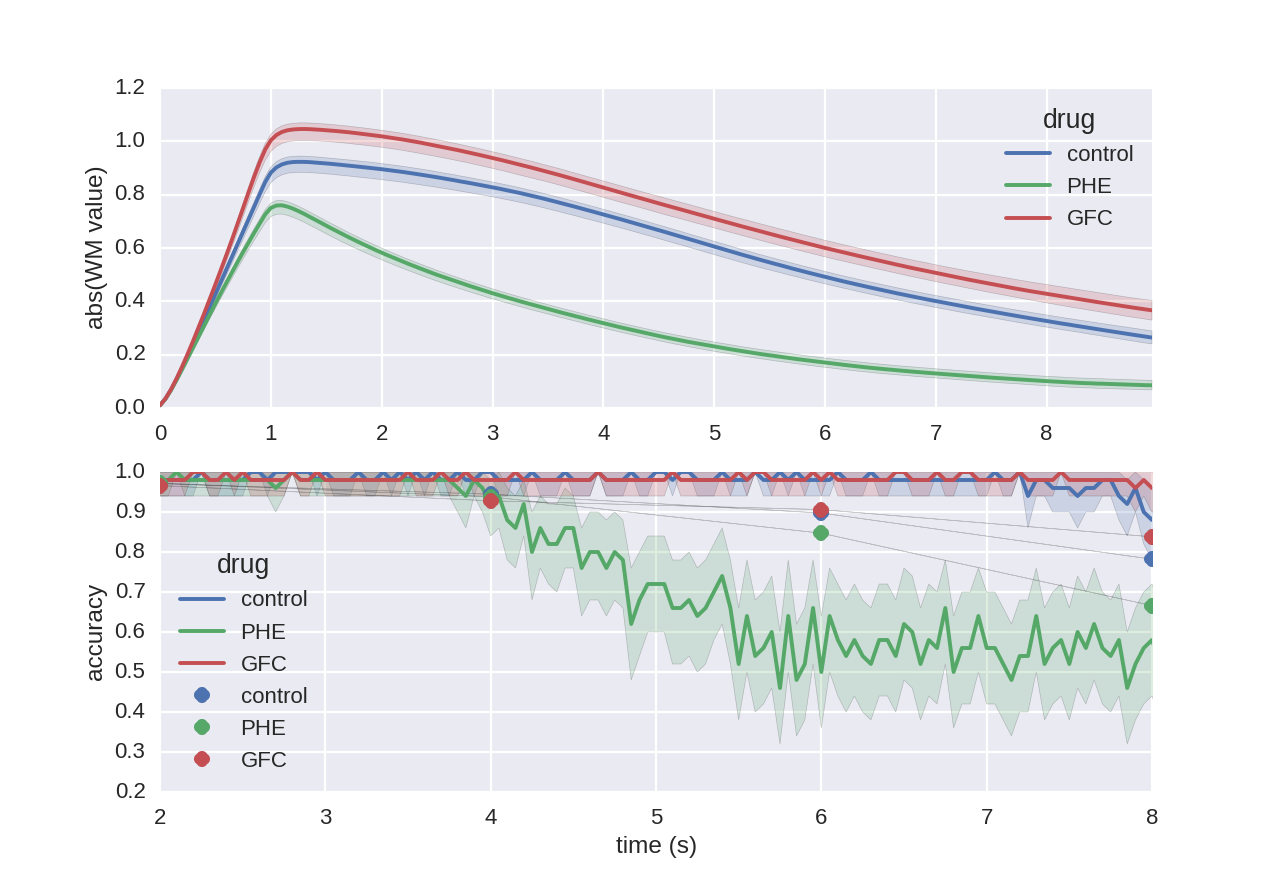 1.2
1.0
0.8
0.6
0.4
0.2
0.0
abs(WM value)
drug
control
PHE
GFC
0 1 2 3 4 5 6 7 8
1.0
0.9
0.8
0.7
0.6
0.5
0.4
0.3
0.2
accuracy
drug
control
PHE
GFC
control
PHE
GFC
2 3 4 5 6 7 8
time (s)